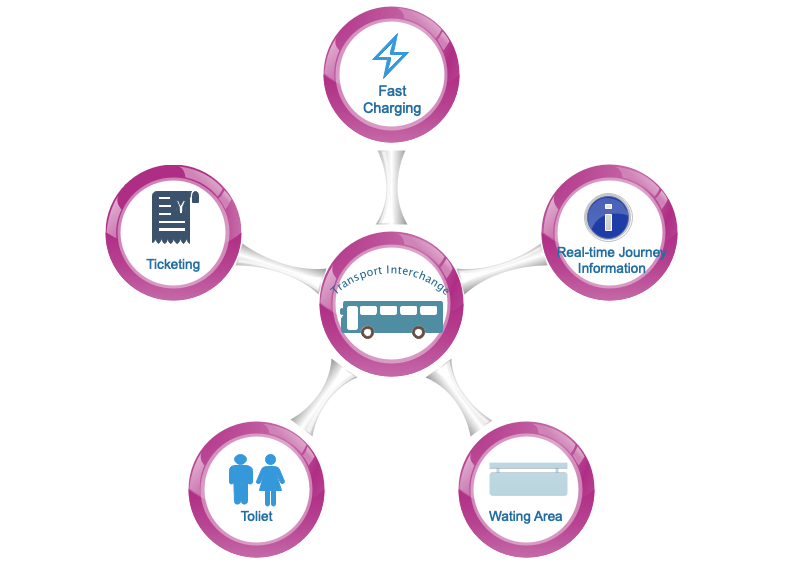 Fast
Charging
Ticketing
¥
Real-time Journey
Information
Transport Interchange
Toliet
Wating Area